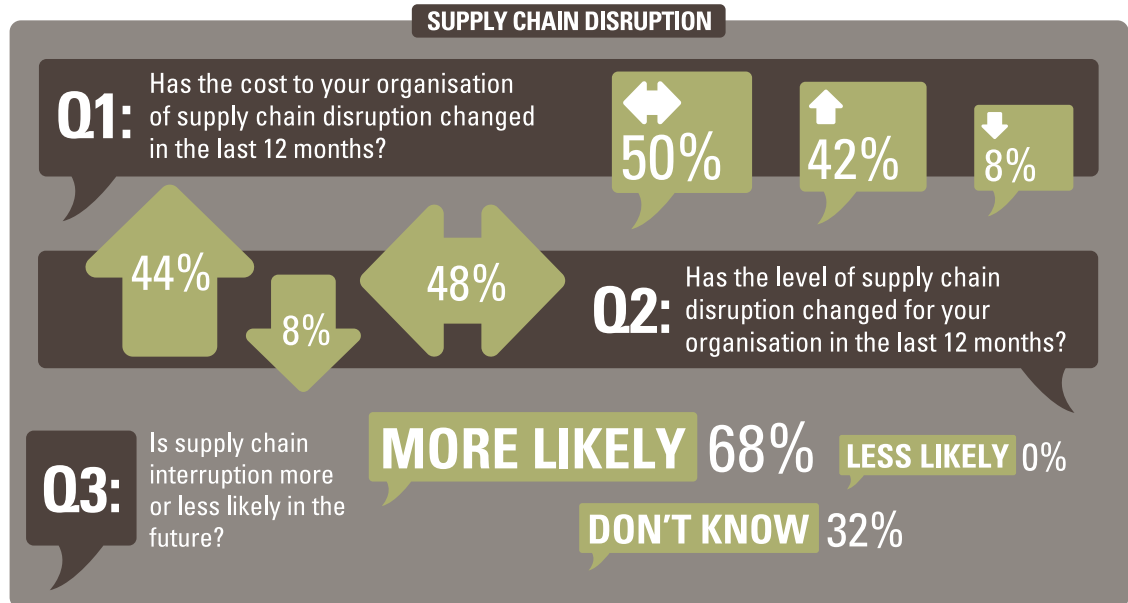 SUPPLY CHAIN DISRUPTION
Q1:
Has the cost to your organisation
of supply chain disruption changed
in the last 12 months?
50%
42%
8%
44%
8%
48%
Q2:
Has the level of supply chain
disruption changed for your
organisation in the last 12 months?
Q3:
Is supply chain
interruption more
or less likely in the
future?
MORE LIKELY 68%
LESS LIKELY 0%
DON'T KNOW 32%